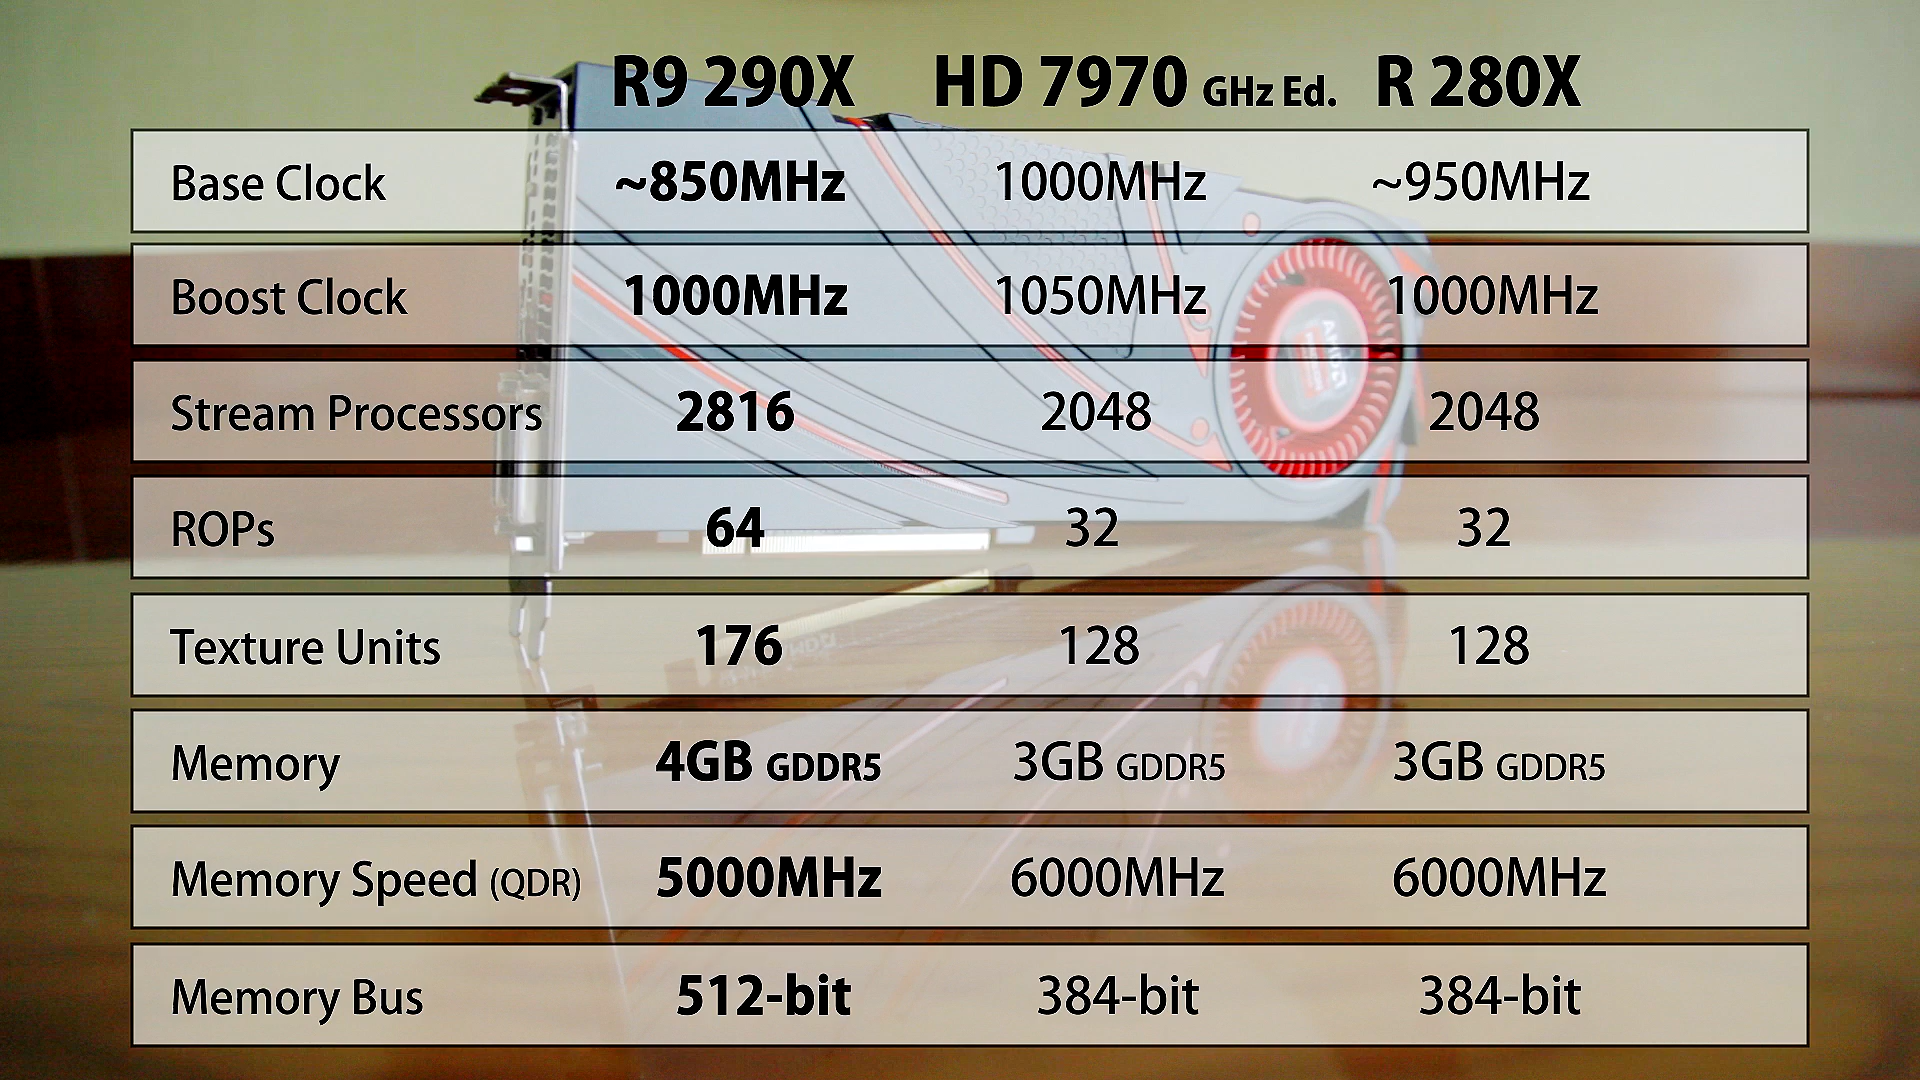 R9 290X HD 7970 GHz Ed. R 280X
Base Clock ~850MHz 1000MHz ~950MHz
Boost Clock 1000MHz 1050MHz 1000MHz
Stream Processors 2816 2048 2048
ROPs 64 32 32
Texture Units 176 128 128
Memory 4GB GDDR5 3GB GDDR5 3GB GDDR5
Memory Speed (QDR) 5000MHz 6000MHz 6000MHz
Memory Bus 512-bit 384-bit 384-bit